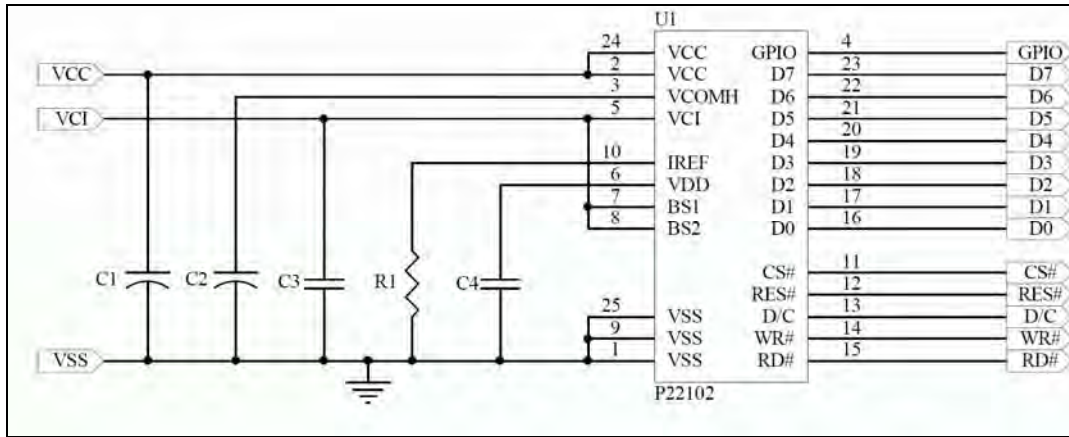 U1
24 VCC GPIO 4 GPIO
VCC 2 VCC D7 23 D7
3 VCOMH D6 22 D6
VCI 5 VCI D5 21 D5
D4 20 D4
10 IREF D3 19 D3
6 VDD D2 18 D2
7 BS1 D1 17 D1
8 BS2 D0 16 D0
C1 C2 C3 R1 C4
CS# 11 CS#
RES# 12 RES#
25 VSS D/C 13 D/C
9 VSS WR# 14 WR#
VSS 1 VSS RD# 15 RD#
P22102